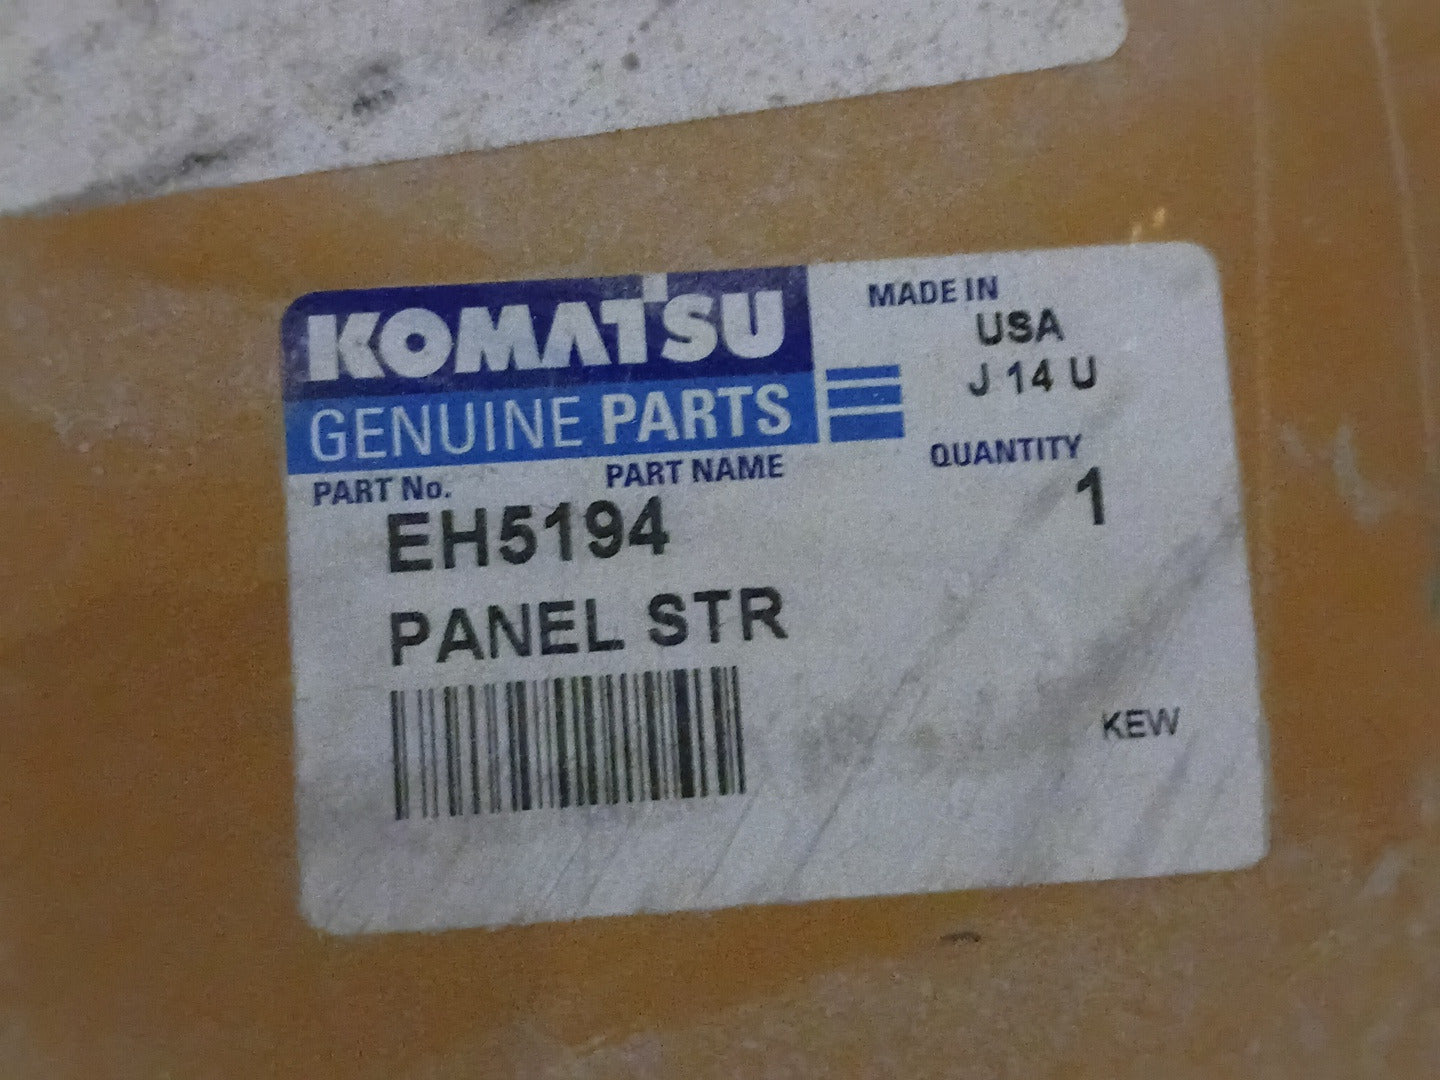 KOMATSU
GENUINE PARTS
MADE IN
USA
J 14 U
PART No.
PART NAME
QUANTITY
EH5194
1
PANEL STR
KEW